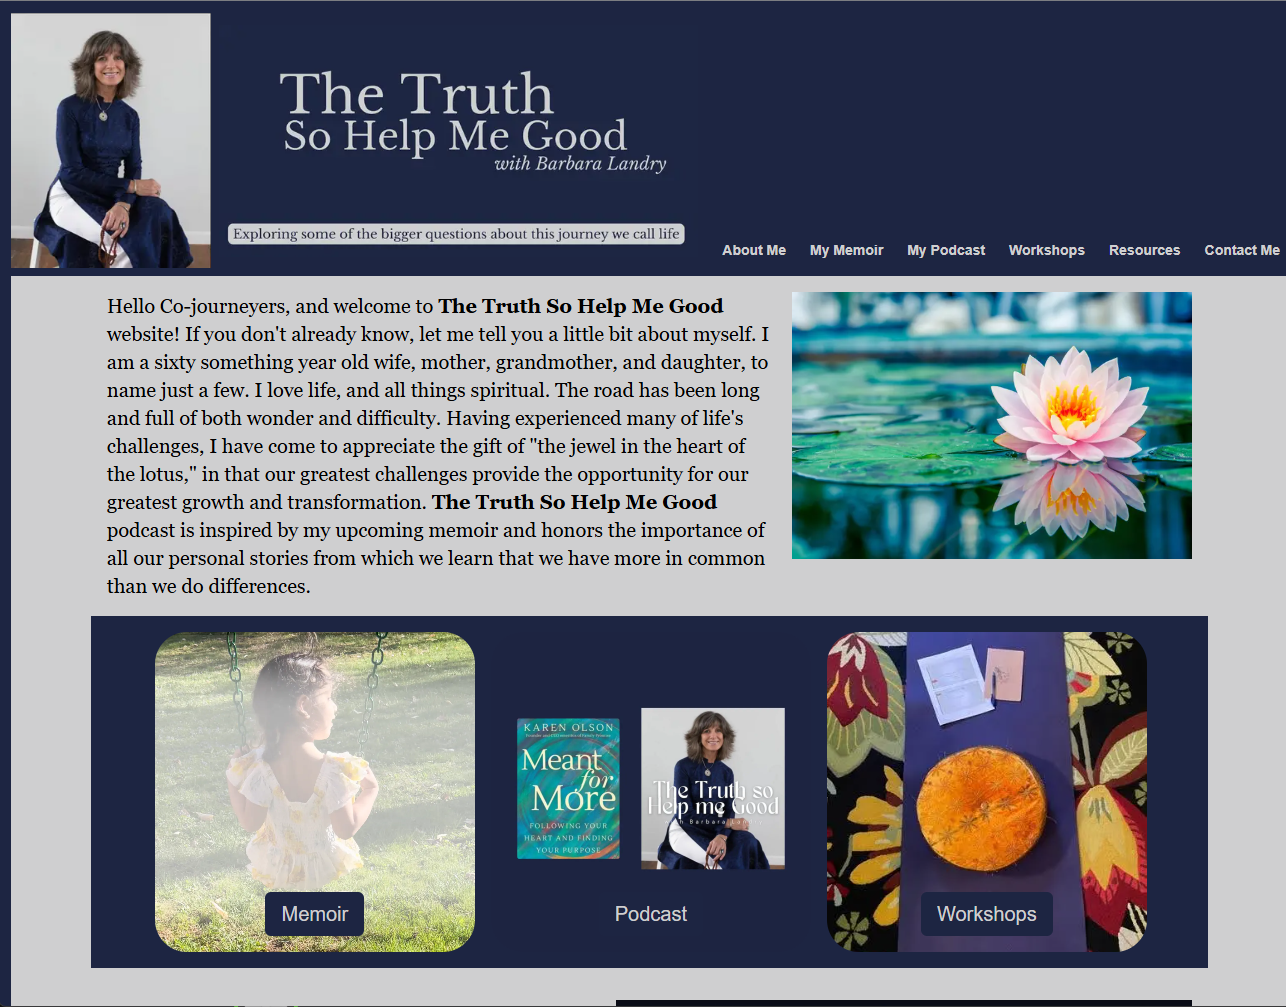 The Truth
So Help Me Good
with Barbara Landry
Exploring some of the bigger questions about this journey we call life
About Me My Memoir My Podcast Workshops Resources Contact Me
Hello Co-journeyers, and welcome to The Truth So Help Me Good
website! If you don't already know, let me tell you a little bit about myself. I
am a sixty something year old wife, mother, grandmother, and daughter, to
name just a few. I love life, and all things spiritual. The road has been long
and full of both wonder and difficulty. Having experienced many of life's
challenges, I have come to appreciate the gift of "the jewel in the heart of
the lotus," in that our greatest challenges provide the opportunity for our
greatest growth and transformation. The Truth So Help Me Good
podcast is inspired by my upcoming memoir and honors the importance of
all our personal stories from which we learn that we have more in common
than we do differences.
KAREN OLSON
Meant
for
More
FOLLOWING YOUR
HEART AND FINDING
YOUR PURPOSE
The Truth so
Help me Good
with Barbara Landry
Memoir
Podcast
Workshops